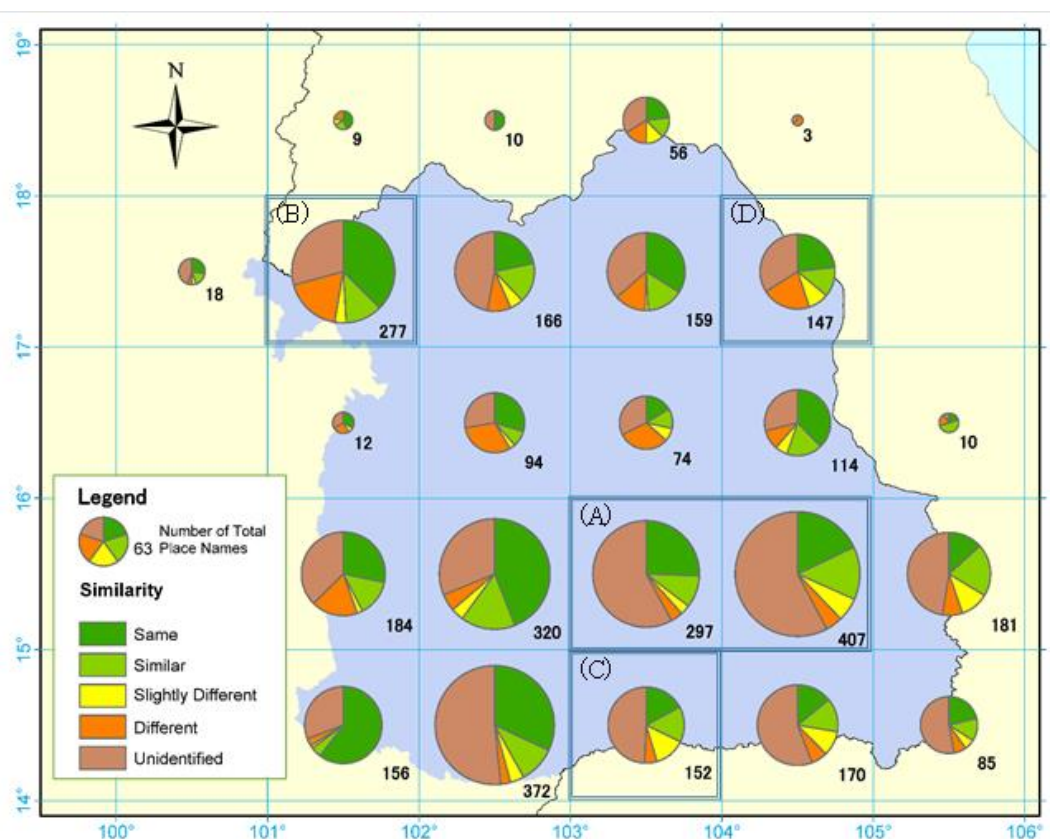 19°
N
9
10
56
3
18°
(B)
(D)
18
277
166
159
147
17°
12
94
74
114
10
16°
Legend
63 Number of Total
Place Names
Similarity
Same
Similar
Slightly Different
Different
Unidentified
(A)
184
320
297
407
181
15°
(C)
156
372
152
170
85
14°
100°
101°
102°
103°
104°
105°
106°